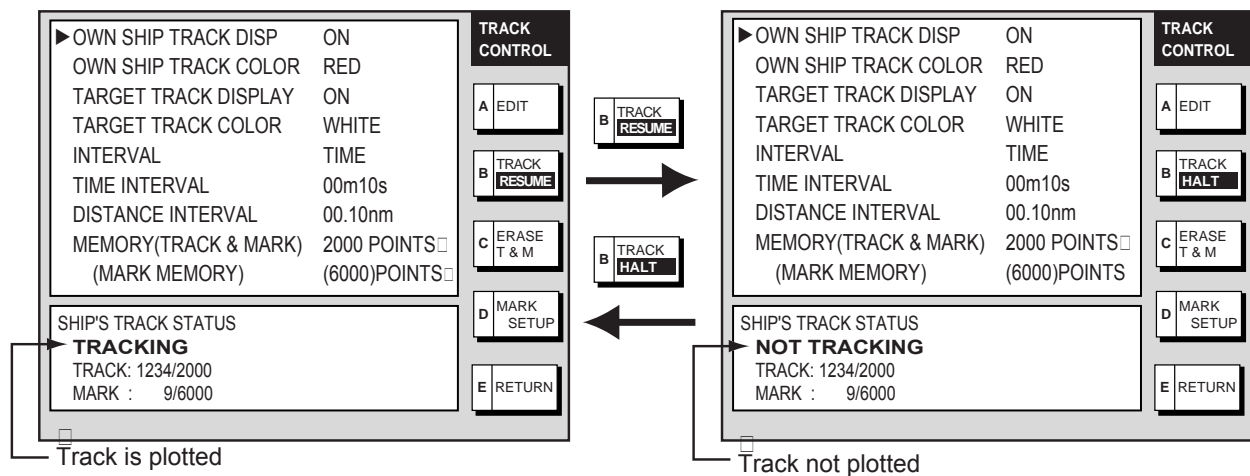 ▶OWN SHIP TRACK DISP ON
OWN SHIP TRACK COLOR RED
TARGET TRACK DISPLAY ON
TARGET TRACK COLOR WHITE
INTERVAL TIME
TIME INTERVAL 00m10s
DISTANCE INTERVAL 00.10nm
MEMORY(TRACK & MARK) 2000 POINTS□
(MARK MEMORY) (6000)POINTS□
SHIP'S TRACK STATUS
TRACKING
TRACK: 1234/2000
MARK : 9/6000
□
Track is plotted
TRACK
CONTROL
A EDIT
B TRACK
RESUME
C ERASE
T & M
D MARK
SETUP
E RETURN
B TRACK
RESUME
B TRACK
HALT
▶OWN SHIP TRACK DISP ON
OWN SHIP TRACK COLOR RED
TARGET TRACK DISPLAY ON
TARGET TRACK COLOR WHITE
INTERVAL TIME
TIME INTERVAL 00m10s
DISTANCE INTERVAL 00.10nm
MEMORY(TRACK & MARK) 2000 POINTS□
(MARK MEMORY) (6000)POINTS
SHIP'S TRACK STATUS
NOT TRACKING
TRACK: 1234/2000
MARK : 9/6000
□
Track not plotted
TRACK
CONTROL
A EDIT
B TRACK
HALT
C ERASE
T & M
D MARK
SETUP
E RETURN